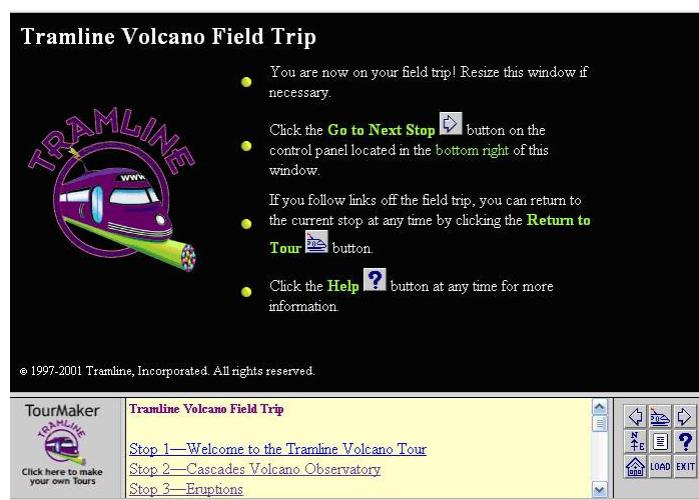 Tramline Volcano Field Trip
You are now on your field trip! Resize this window if
necessary.
Click the Go to Next Stop button on the
control panel located in the bottom right of this
window.
If you follow links off the field trip, you can return to
the current stop at any time by clicking the Return to
Tour button.
Click the Help ? button at any time for more
information.
TRAMLINE
WWW
© 1997-2001 Tramline, Incorporated. All rights reserved.
TourMaker
TRAMLINE
Click here to make
your own Tours
Tramline Volcano Field Trip
Stop 1—Welcome to the Tramline Volcano Tour
Stop 2—Cascades Volcano Observatory
Stop 3—Eruptions
N
E
?
LOAD EXIT